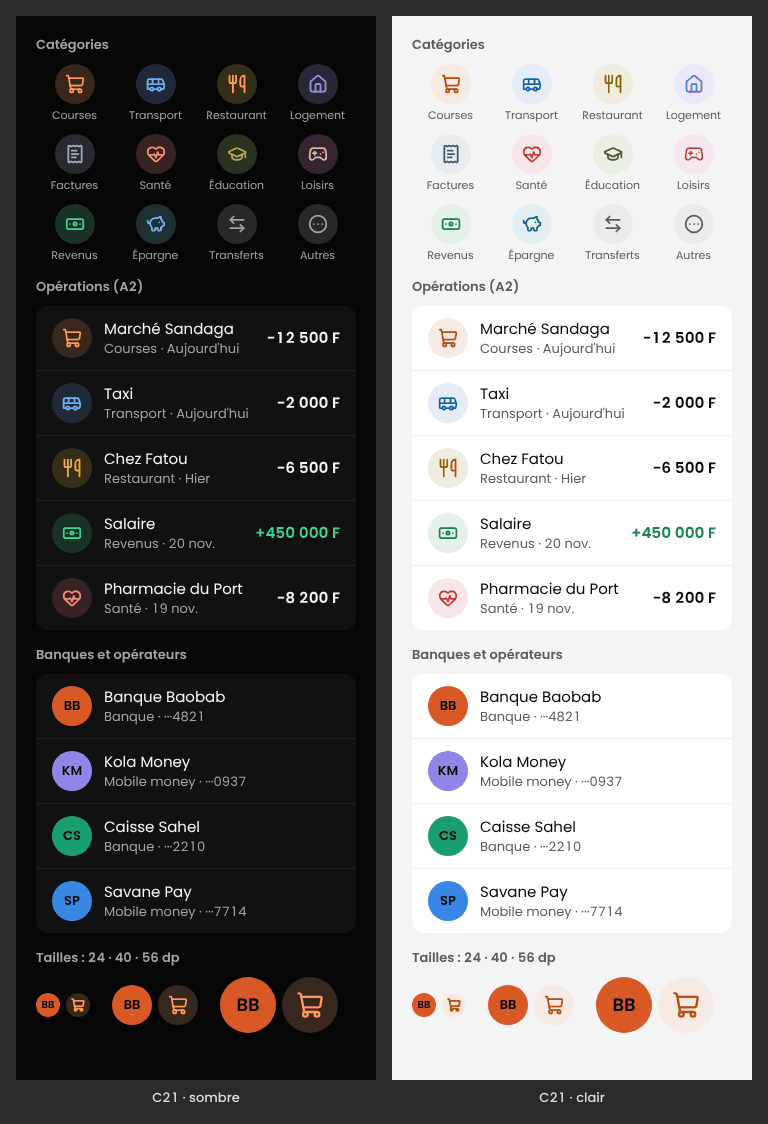 Catégories
Courses Transport Restaurant Logement
Factures Santé Éducation Loisirs
Revenus Épargne Transferts Autres
Opérations (A2)
Marché Sandaga
Courses · Aujourd'hui
-12 500 F
Taxi
Transport · Aujourd'hui
-2 000 F
Chez Fatou
Restaurant · Hier
-6 500 F
Salaire
Revenus · 20 nov.
+450 000 F
Pharmacie du Port
Santé · 19 nov.
-8 200 F
Banques et opérateurs
BB
Banque Baobab
Banque · ···4821
KM
Kola Money
Mobile money · ···0937
CS
Caisse Sahel
Banque · ···2210
SP
Savane Pay
Mobile money · ···7714
Tailles : 24 · 40 · 56 dp
BB BB BB
C21 · sombre
Catégories
Courses Transport Restaurant Logement
Factures Santé Éducation Loisirs
Revenus Épargne Transferts Autres
Opérations (A2)
Marché Sandaga
Courses · Aujourd'hui
-12 500 F
Taxi
Transport · Aujourd'hui
-2 000 F
Chez Fatou
Restaurant · Hier
-6 500 F
Salaire
Revenus · 20 nov.
+450 000 F
Pharmacie du Port
Santé · 19 nov.
-8 200 F
Banques et opérateurs
BB
Banque Baobab
Banque · ···4821
KM
Kola Money
Mobile money · ···0937
CS
Caisse Sahel
Banque · ···2210
SP
Savane Pay
Mobile money · ···7714
Tailles : 24 · 40 · 56 dp
BB BB BB
C21 · clair